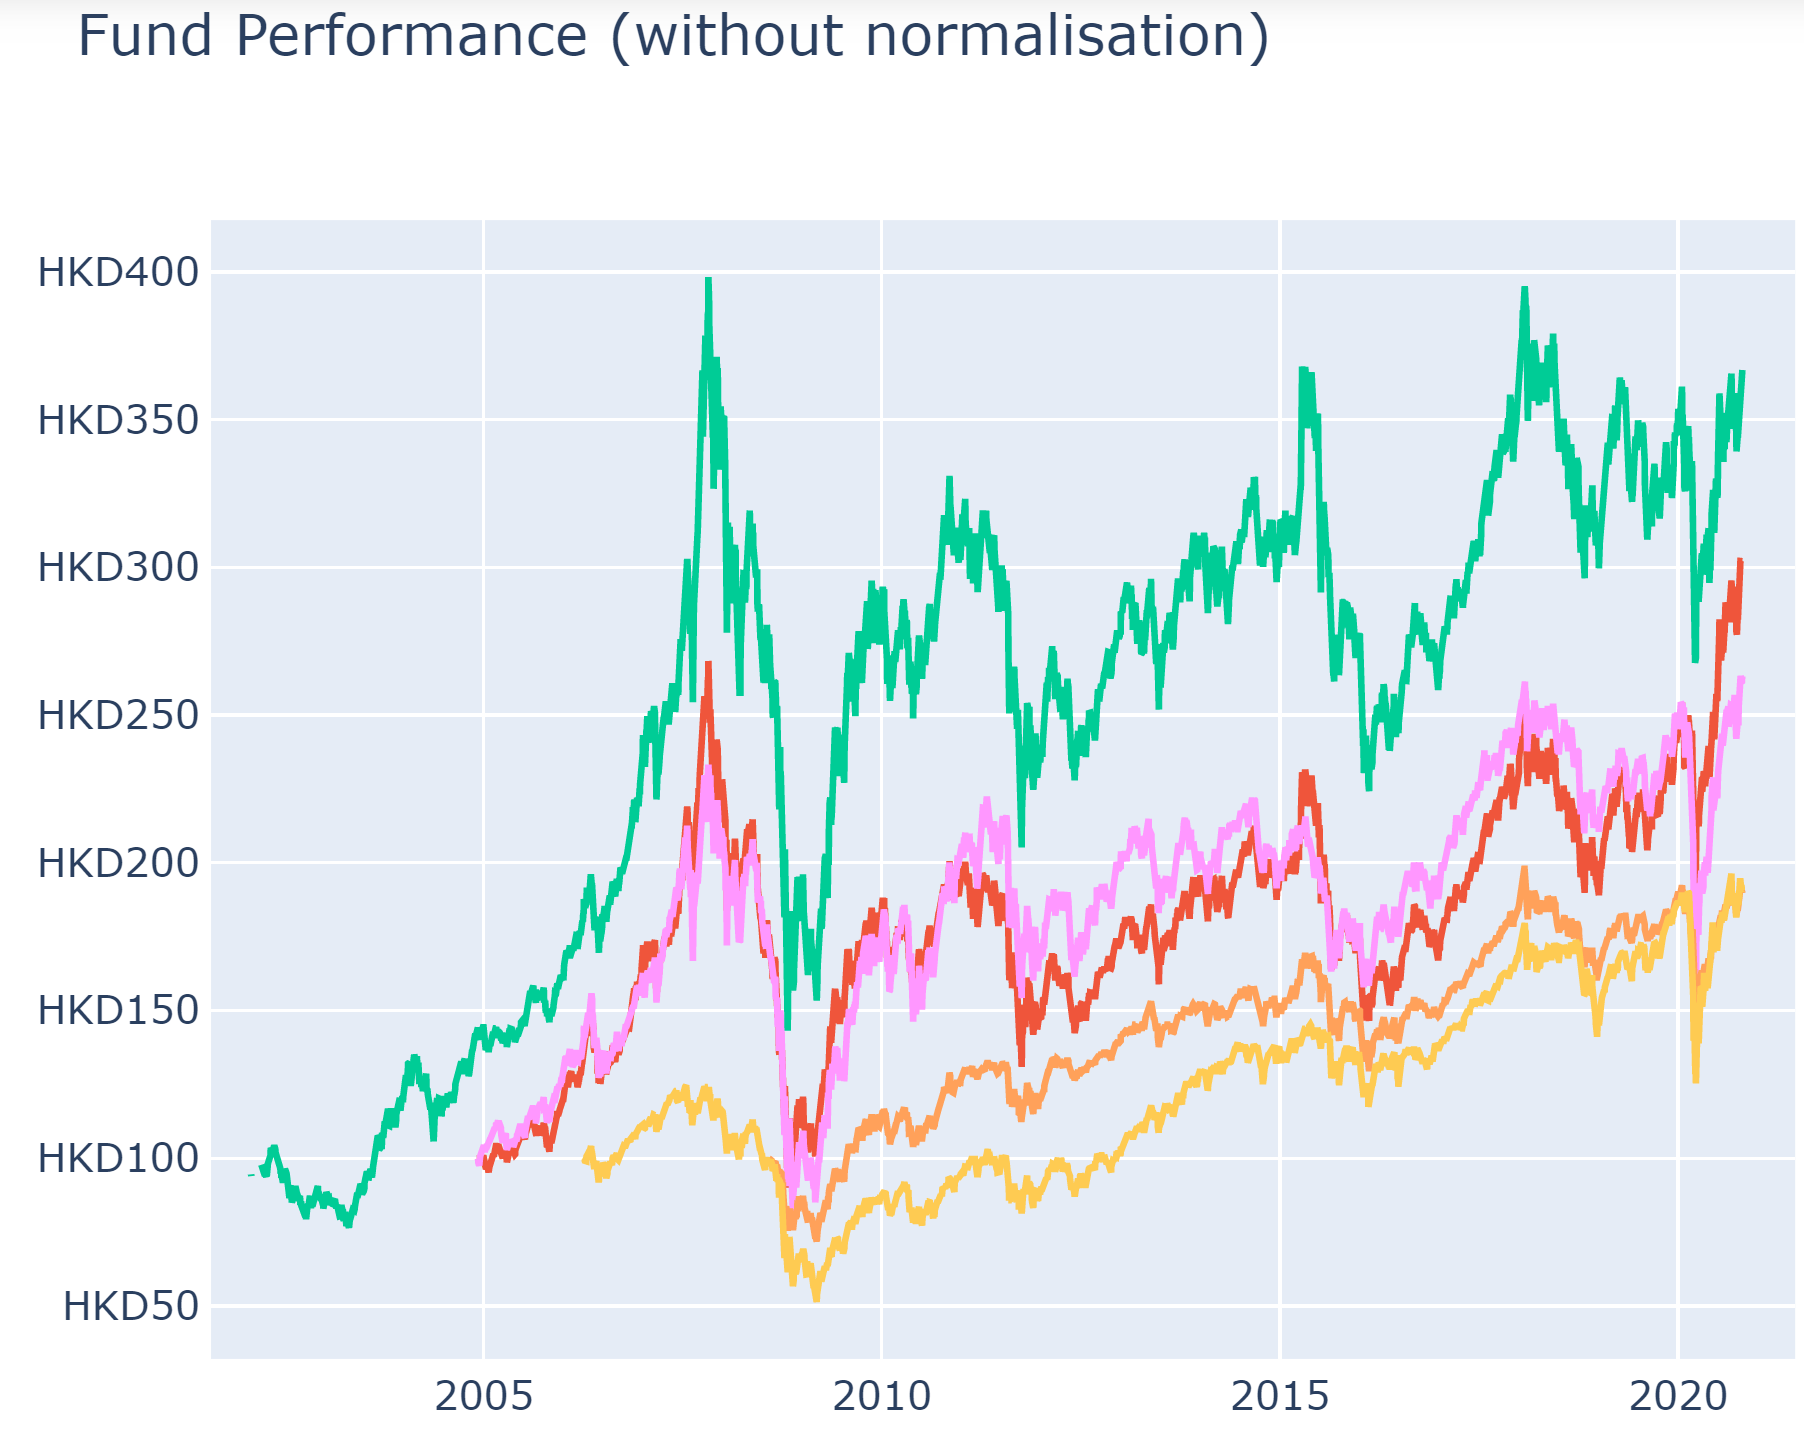 Fund Performance (without normalisation)
HKD400
HKD350
HKD300
HKD250
HKD200
HKD150
HKD100
HKD50
2005 2010 2015 2020